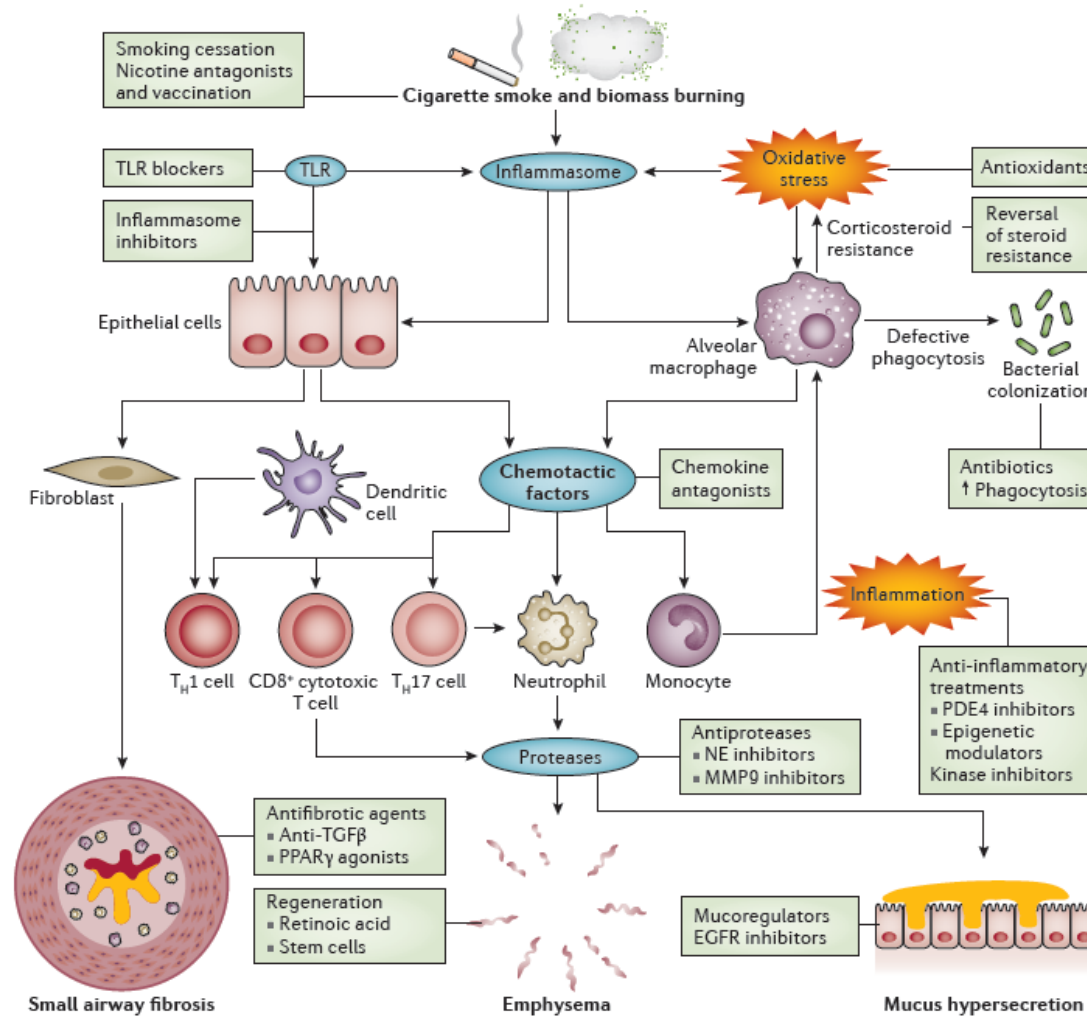 Smoking cessation
Nicotine antagonists
and vaccination
Cigarette smoke and biomass burning
TLR blockers
TLR
Inflammasome
Oxidative
stress
Antioxidants
Inflammasome
inhibitors
Corticosteroid
resistance
Reversal
of steroid
resistance
Epithelial cells
Alveolar
macrophage
Defective
phagocytosis
Bacterial
colonization
Fibroblast
Dendritic
cell
Chemotactic
factors
Chemokine
antagonists
Antibiotics
↑ Phagocytosis
Inflammation
TH1 cell
CD8+ cytotoxic
T cell
TH17 cell
Neutrophil
Monocyte
Anti-inflammatory
treatments
▪ PDE4 inhibitors
▪ Epigenetic
modulators
Kinase inhibitors
Proteases
Antiproteases
▪ NE inhibitors
▪ MMP9 inhibitors
Antifibrotic agents
▪ Anti-TGFβ
▪ PPARγ agonists
Regeneration
▪ Retinoic acid
▪ Stem cells
Mucoregulators
EGFR inhibitors
Small airway fibrosis
Emphysema
Mucus hypersecretion